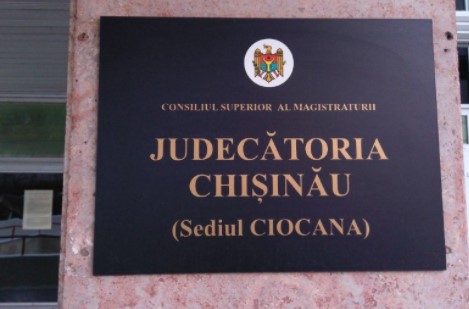 CONSILIUL SUPERIOR AL MAGISTRATURII
JUDECĂTORIA
CHIȘINĂU
(Sediul CIOCANA)